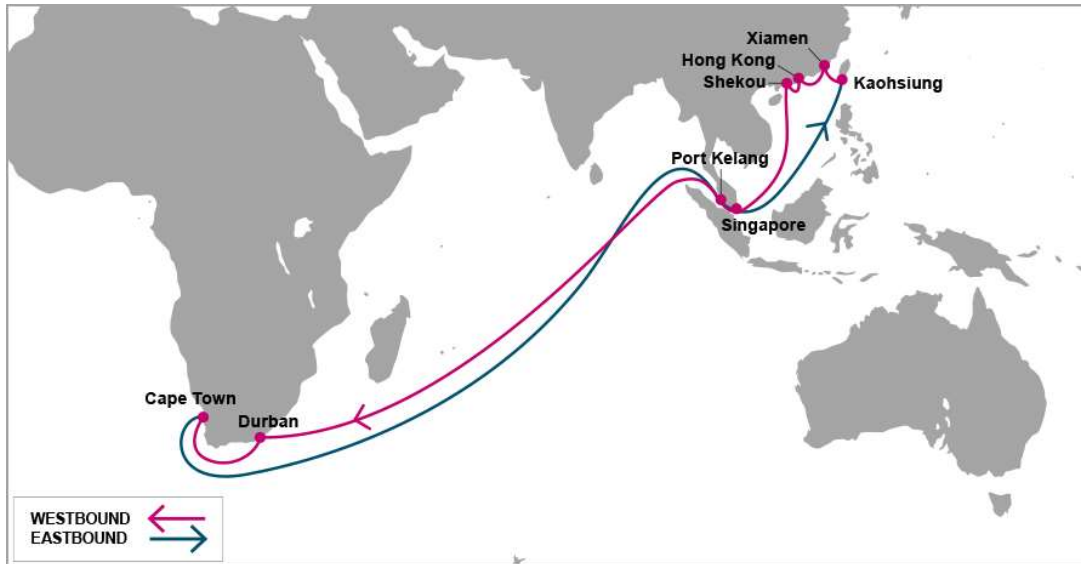 Xiamen
Hong Kong
Shekou
Kaohsiung
Port Kelang
Singapore
Cape Town
Durban
WESTBOUND
EASTBOUND